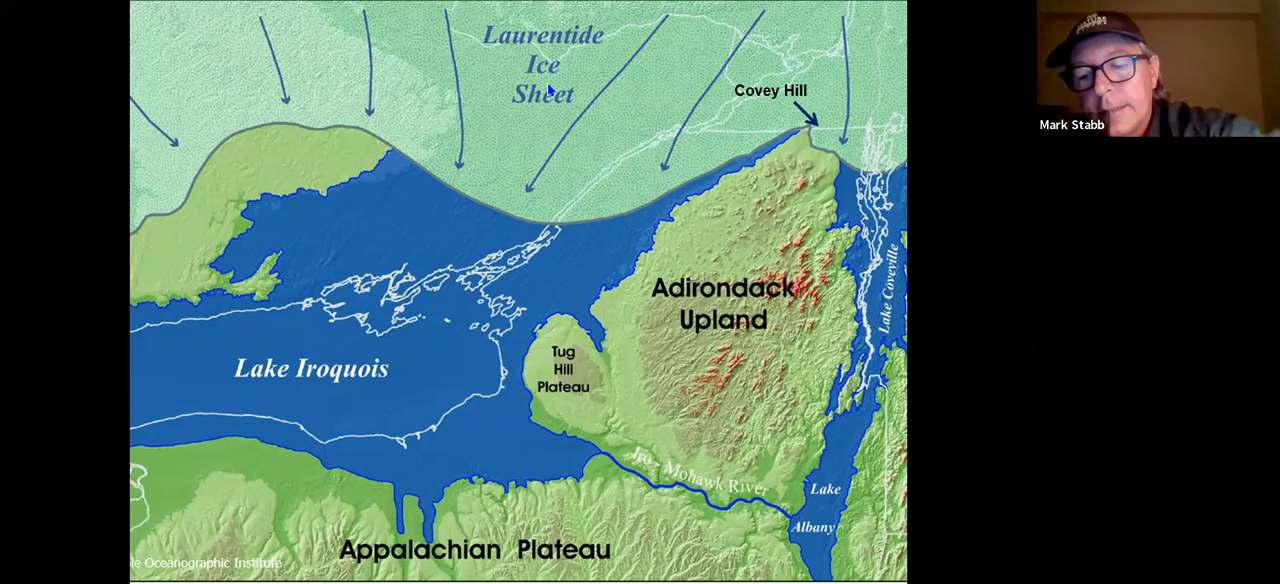 Laurentide
Ice
Sheet
Covey Hill
Mark Stabb
Adirondack
Upland
Lake Coveville
Lake Iroquois
Tug
Hill
Plateau
Iro - Mohawk River
Lake
Albany
Appalachian Plateau
le Oceanographic Institute